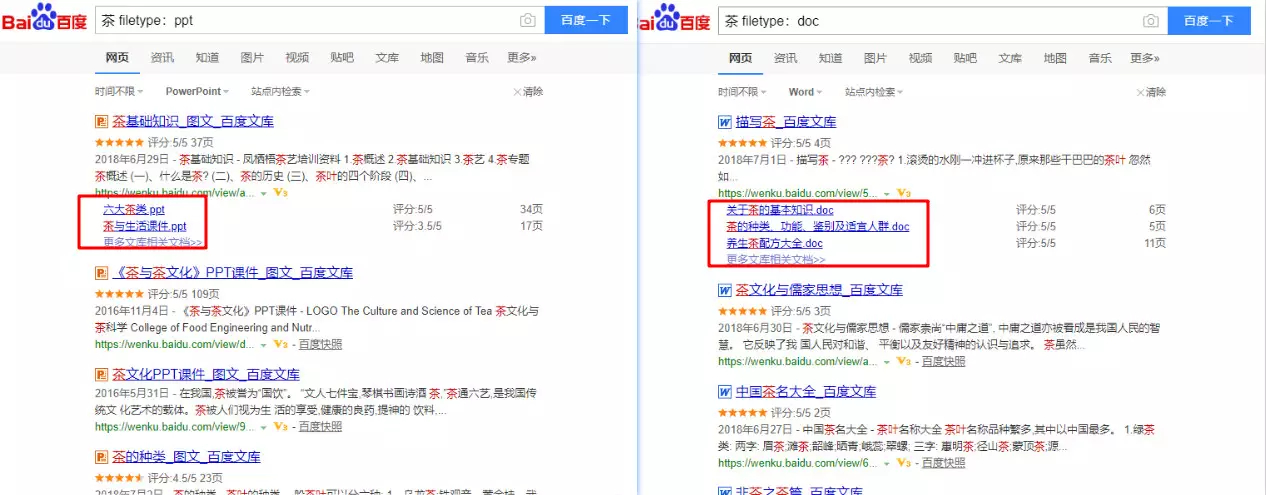 Bai du 百度
茶 filetype：ppt
百度一下
网页 资讯 知道 图片 视频 贴吧 文库 地图 音乐 更多»
时间不限 PowerPoint 站点内检索 ×清除
茶基础知识_图文_百度文库
★★★★★ 评分:5/5 37页
2018年6月29日 - 茶基础知识 - 凤栖梧茶艺培训资料 1.茶概述 2.茶基础知识 3.茶艺 4.茶专题
茶概述 (一)、什么是茶? (二)、茶的历史 (三)、茶叶的四个阶段 (四)、...
https://wenku.baidu.com/view/a... V3
六大茶类.ppt 评分:5/5 34页
茶与生活课件.ppt 评分:3.5/5 17页
更多文库相关文档>>
《茶与茶文化》PPT课件_图文_百度文库
★★★★★ 评分:5/5 109页
2016年11月4日 - 《茶与茶文化》PPT课件 - LOGO The Culture and Science of Tea 茶文化与
茶科学 College of Food Engineering and Nutr...
https://wenku.baidu.com/view/d... V3 - 百度快照
茶文化PPT课件_图文_百度文库
★★★★★ 评分:5/5 94页
2016年5月31日 - 在我国,茶被誉为“国饮”。 “文人七件宝,琴棋书画诗酒 茶,”茶通六艺,是我国传
统文 化艺术的载体。茶被人们视为生 活的享受,健康的良药,提神的 饮料,....
https://wenku.baidu.com/view/9... V3 - 百度快照
茶的种类_图文_百度文库
★★★★★ 评分:4.5/5 23页
百度
茶 filetype：doc
百度一下
网页 资讯 知道 图片 视频 贴吧 文库 地图 音乐 更多»
时间不限 Word 站点内检索 ×清除
描写茶_百度文库
★★★★★ 评分:5/5 4页
2018年7月1日 - 描写茶 - ??? ???茶? 1.滚烫的水刚一冲进杯子,原来那些干巴巴的茶叶 忽然
如...
https://wenku.baidu.com/view/5... V3
关于茶的基本知识.doc 评分:5/5 6页
茶的种类、功能、鉴别及适宜人群.doc 评分:5/5 5页
养生茶配方大全.doc 评分:5/5 11页
更多文库相关文档>>
茶文化与儒家思想_百度文库
★★★★★ 评分:5/5 3页
2018年6月30日 - 茶文化与儒家思想 - 儒家崇尚“中庸之道”. 中庸之道亦被看成是我国人民的智
慧。 它反映了我 国人民对和谐、 平衡以及友好精神的认识与追求。 茶虽然...
https://wenku.baidu.com/view/8... V3 - 百度快照
中国茶名大全_百度文库
★★★★★ 评分:5/5 2页
2018年6月27日 - 中国茶名大全 - 茶叶名称大全 茶叶名称品种繁多,其中以中国最多。 1.绿茶
类: 两字: 眉茶;滩茶;韶峰;晒青;峨蕊;翠螺; 三字: 惠明茶;径山茶;蒙顶茶;源...
https://wenku.baidu.com/view/6... V3 - 百度快照